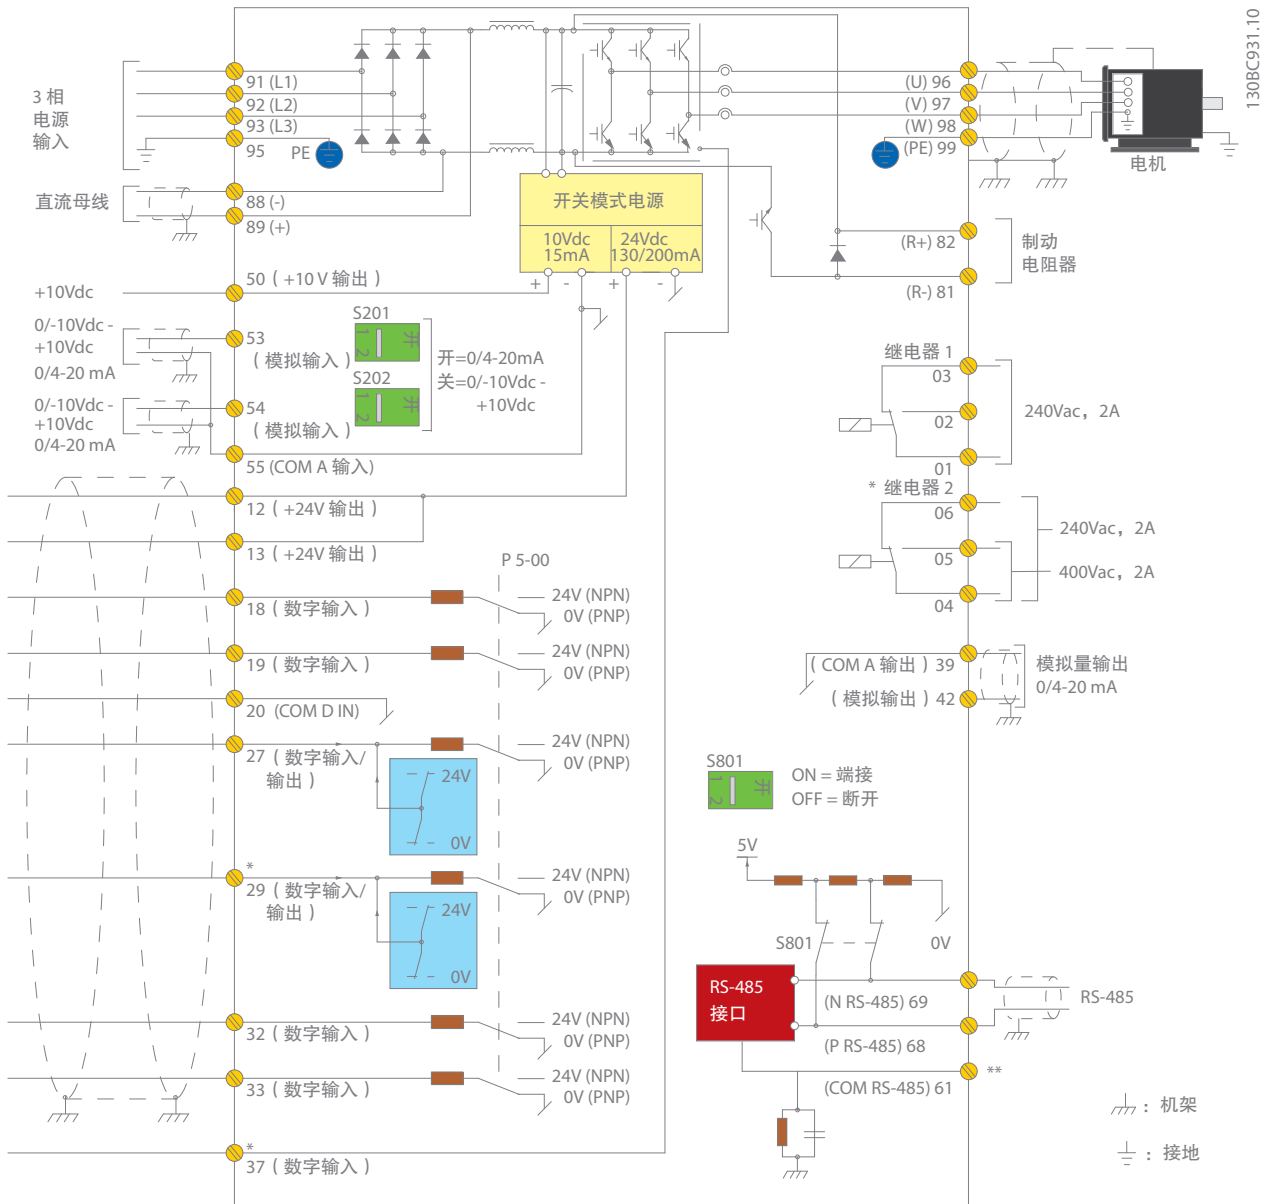 130BC931.10
3 相
电源
输入
91 (L1)
92 (L2)
93 (L3)
95
PE
直流母线
88 (-)
89 (+)
开关模式电源
10Vdc
15mA
24Vdc
130/200mA
+ - + -
(U) 96
(V) 97
(W) 98
(PE) 99
电机
(R+) 82
(R-) 81
制动
电阻器
+10Vdc
50 ( +10 V 输出 )
0/-10Vdc -
+10Vdc
0/4-20 mA
53
( 模拟输入 )
S201
1
2
开
开=0/4-20mA
关=0/-10Vdc -
+10Vdc
0/-10Vdc -
+10Vdc
0/4-20 mA
54
( 模拟输入 )
S202
1
2
开
55 (COM A 输入)
12 ( +24V 输出 )
13 ( +24V 输出 )
继电器 1
03
02
01
240Vac，2A
* 继电器 2
06
05
04
240Vac，2A
400Vac，2A
P 5-00
18 ( 数字输入 )
24V (NPN)
0V (PNP)
19 ( 数字输入 )
24V (NPN)
0V (PNP)
20 (COM D IN)
27 ( 数字输入/
输出 )
24V (NPN)
0V (PNP)
24V
0V
*
29 ( 数字输入/
输出 )
24V (NPN)
0V (PNP)
24V
0V
32 ( 数字输入 )
24V (NPN)
0V (PNP)
33 ( 数字输入 )
24V (NPN)
0V (PNP)
*
37 ( 数字输入 )
( COM A 输出 ) 39
( 模拟输出 ) 42
模拟量输出
0/4-20 mA
S801
1
2
开
ON = 端接
OFF = 断开
5V
S801
0V
RS-485
接口
(N RS-485) 69
(P RS-485) 68
(COM RS-485) 61
RS-485
**
: 机架
: 接地